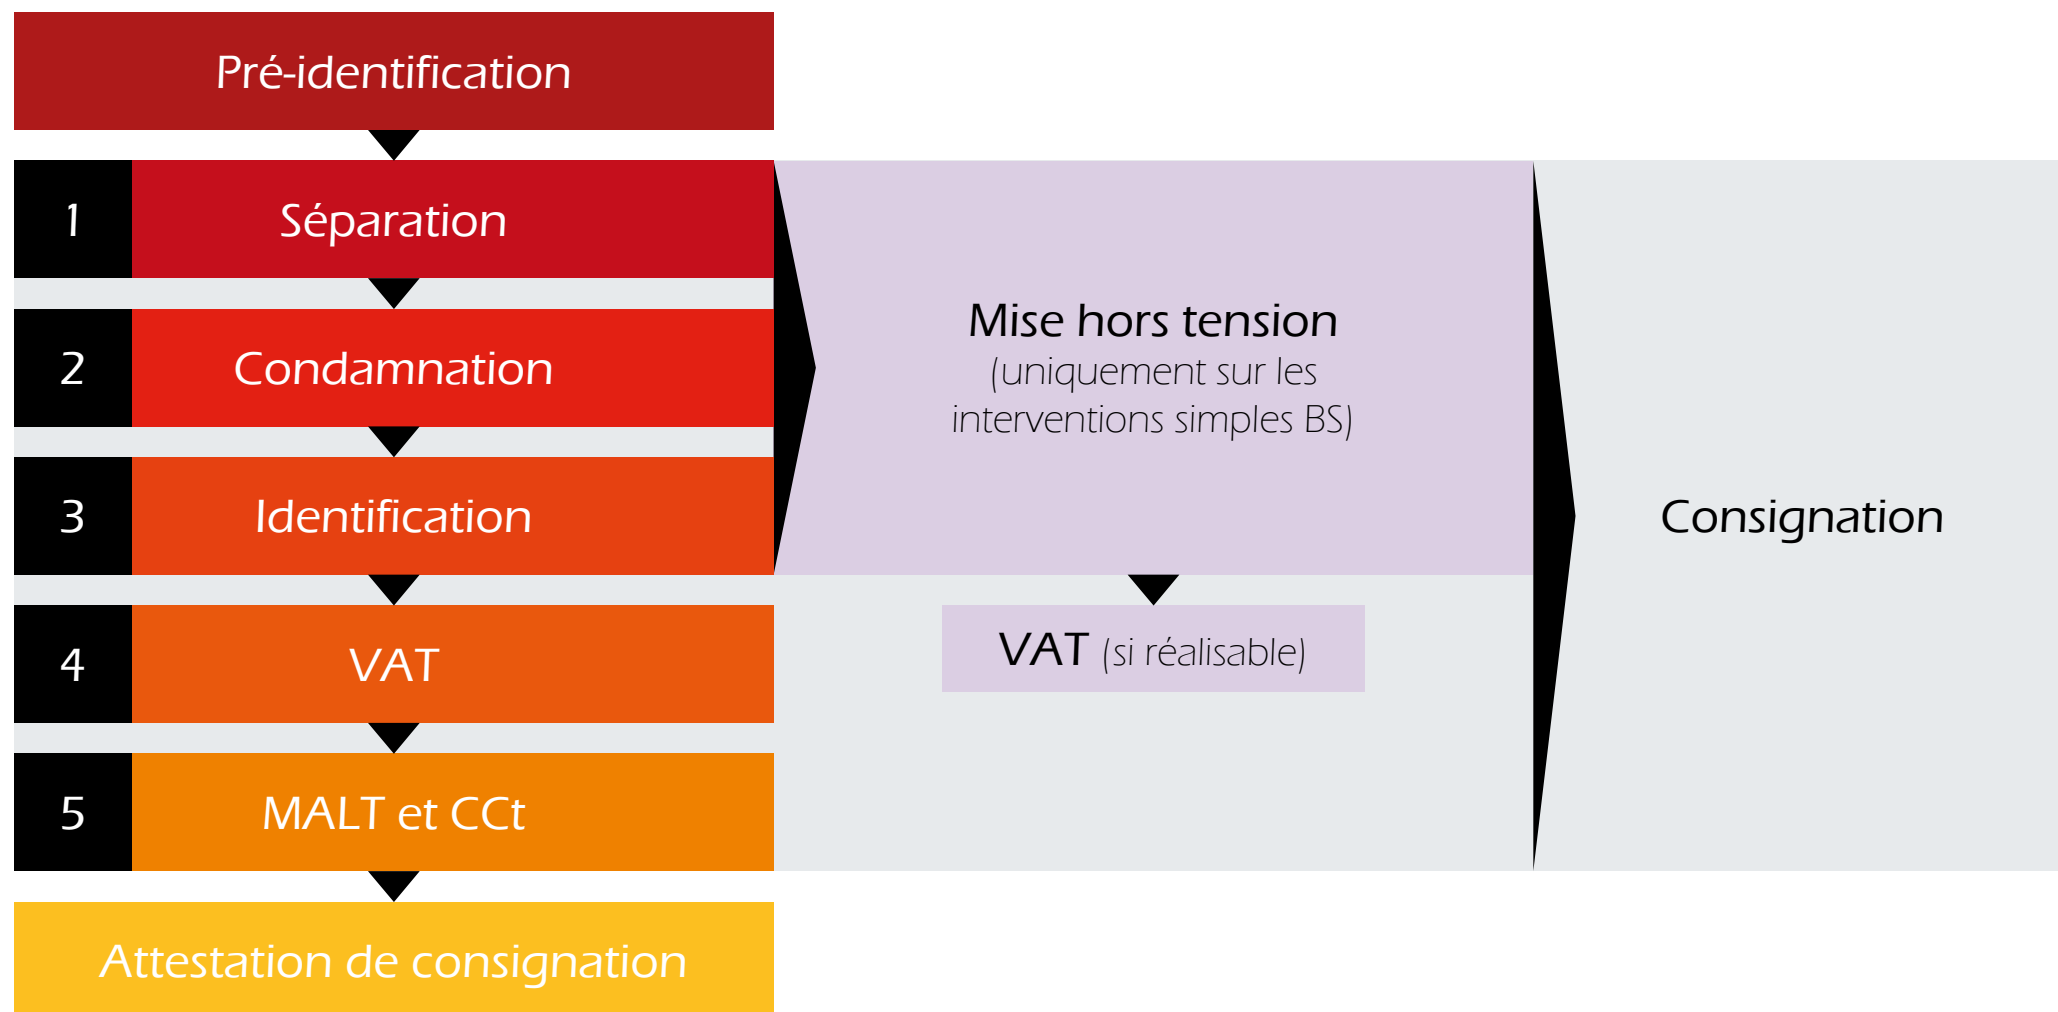 Pré-identification
1 Séparation
2 Condamnation
3 Identification
4 VAT
5 MALT et CCt
Attestation de consignation
Mise hors tension
(uniquement sur les
interventions simples BS)
VAT (si réalisable)
Consignation